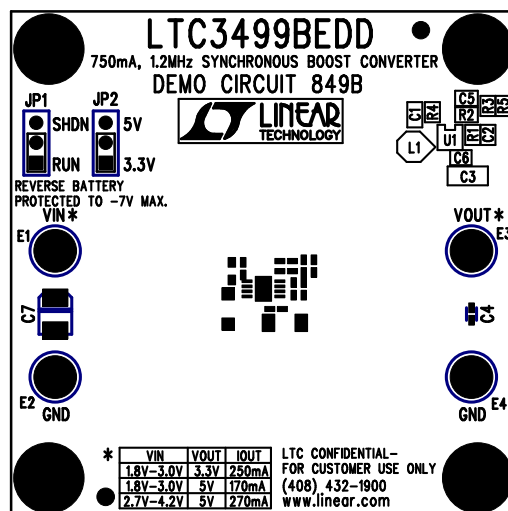 LTC3499BEDD
750mA, 1.2MHz SYNCHRONOUS BOOST CONVERTER
DEMO CIRCUIT 849B
JP1 JP2
SHDN 5V
RUN 3.3V
LINEAR
TECHNOLOGY
C1 R4 C5 R3 R5
R2
L1 U1 R1 C2
C6
C3
REVERSE BATTERY
PROTECTED TO -7V MAX.
VIN* VOUT*
E1 E3
C7 C4
E2 E4
GND GND
* VIN VOUT IOUT
1.8V-3.0V 3.3V 250mA
1.8V-3.0V 5V 170mA
2.7V-4.2V 5V 270mA
LTC CONFIDENTIAL-
FOR CUSTOMER USE ONLY
(408) 432-1900
www.linear.com